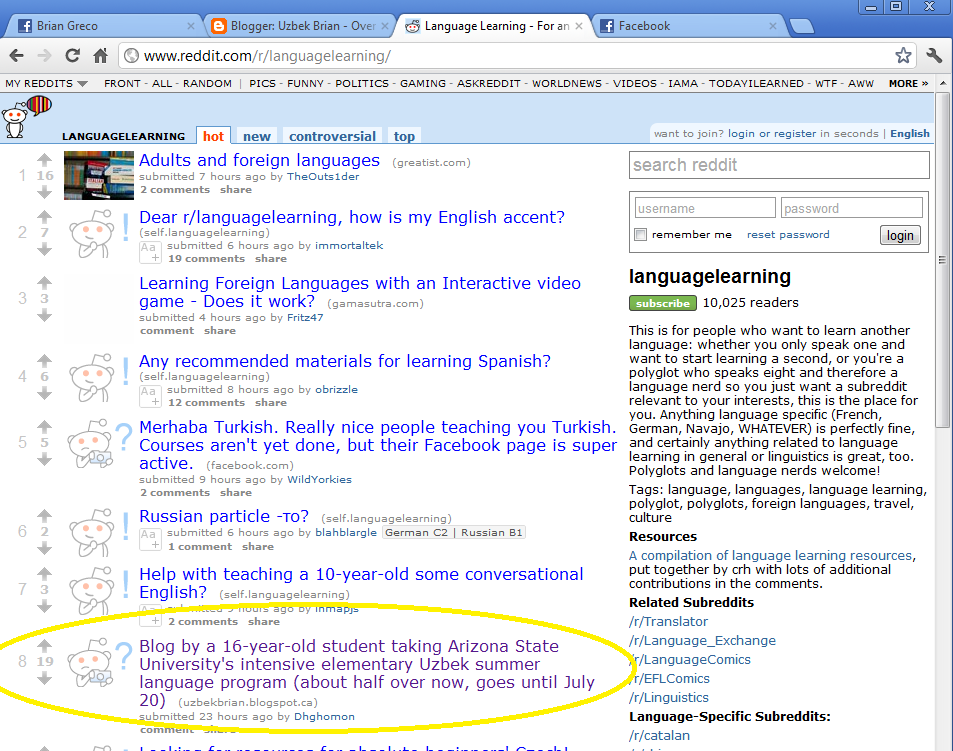 Brian Greco
Blogger: Uzbek Brian - Over
Language Learning - For an
Facebook
www.reddit.com/r/languagelearning/
MY REDDITS FRONT - ALL - RANDOM | PICS - FUNNY - POLITICS - GAMING - ASKREDDIT - WORLDNEWS - VIDEOS - IAMA - TODAYILEARNED - WTF - AWW MORE »
LANGUAGELEARNING hot new controversial top
want to join? login or register in seconds | English
1
16
Adults and foreign languages (greatist.com)
submitted 7 hours ago by TheOuts1der
2 comments share
2
7
Dear r/languagelearning, how is my English accent?
(self.languagelearning)
Aa
+
submitted 6 hours ago by immortaltek
19 comments share
3
3
Learning Foreign Languages with an Interactive video
game - Does it work? (gamasutra.com)
submitted 4 hours ago by Fritz47
comment share
4
6
Any recommended materials for learning Spanish?
(self.languagelearning)
Aa
+
submitted 8 hours ago by obrizzle
12 comments share
5
5
Merhaba Turkish. Really nice people teaching you Turkish.
Courses aren't yet done, but their Facebook page is super
active. (facebook.com)
submitted 9 hours ago by WildYorkies
2 comments share
6
2
Russian particle -то? (self.languagelearning)
Aa
+
submitted 6 hours ago by blahblargle German C2 | Russian B1
1 comment share
7
3
Help with teaching a 10-year-old some conversational
English? (self.languagelearning)
Aa
+
submitted 9 hours ago by inmapjs
2 comments share
8
19
Blog by a 16-year-old student taking Arizona State
University's intensive elementary Uzbek summer
language program (about half over now, goes until July
20) (uzbekbrian.blogspot.ca)
submitted 23 hours ago by Dhghomon
comment share
Looking for resources for absolute beginners' Czech!
search reddit
username password
remember me reset password login
languagelearning
subscribe 10,025 readers
This is for people who want to learn another
language: whether you only speak one and
want to start learning a second, or you're a
polyglot who speaks eight and therefore a
language nerd so you just want a subreddit
relevant to your interests, this is the place for
you. Anything language specific (French,
German, Navajo, WHATEVER) is perfectly fine,
and certainly anything related to language
learning in general or linguistics is great, too.
Polyglots and language nerds welcome!
Tags: language, languages, language learning,
polyglot, polyglots, foreign languages, travel,
culture
Resources
A compilation of language learning resources,
put together by crh with lots of additional
contributions in the comments.
Related Subreddits
/r/Translator
/r/Language_Exchange
/r/LanguageComics
/r/EFLComics
/r/Linguistics
Language-Specific Subreddits:
/r/catalan